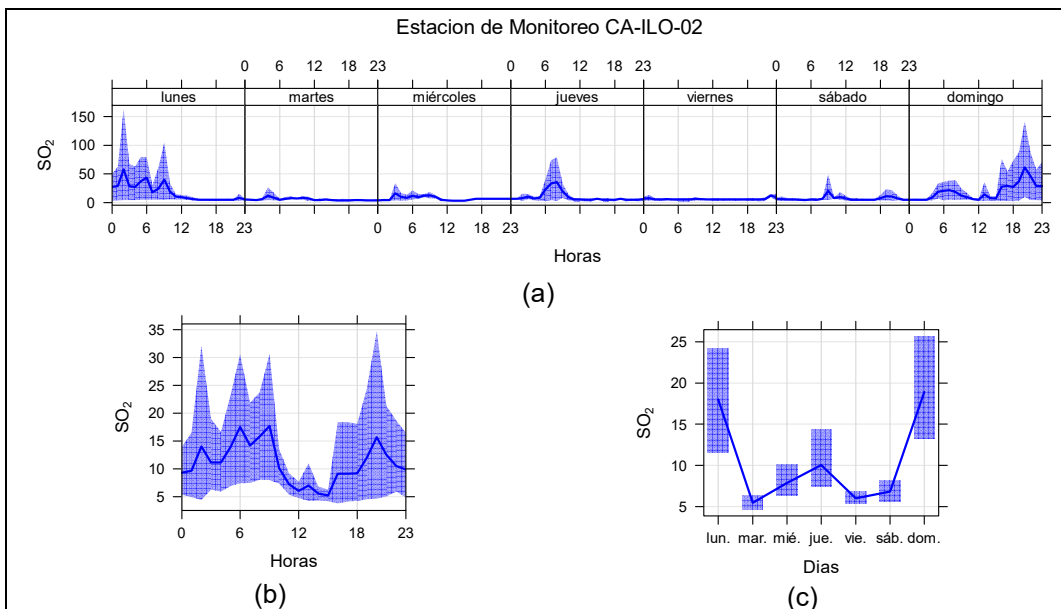 Estacion de Monitoreo CA-ILO-02
0 6 12 18 23 0 6 12 18 23 0 6 12 18 23
lunes martes miércoles jueves viernes sábado domingo
150
100
50
0
SO2
0 6 12 18 23 0 6 12 18 23 0 6 12 18 23 0 6 12 18 23
Horas
(a)
35
30
25
20
15
10
5
SO2
0 6 12 18 23
Horas
(b)
25
20
15
10
5
SO2
lun. mar. mié. jue. vie. sáb. dom.
Dias
(c)